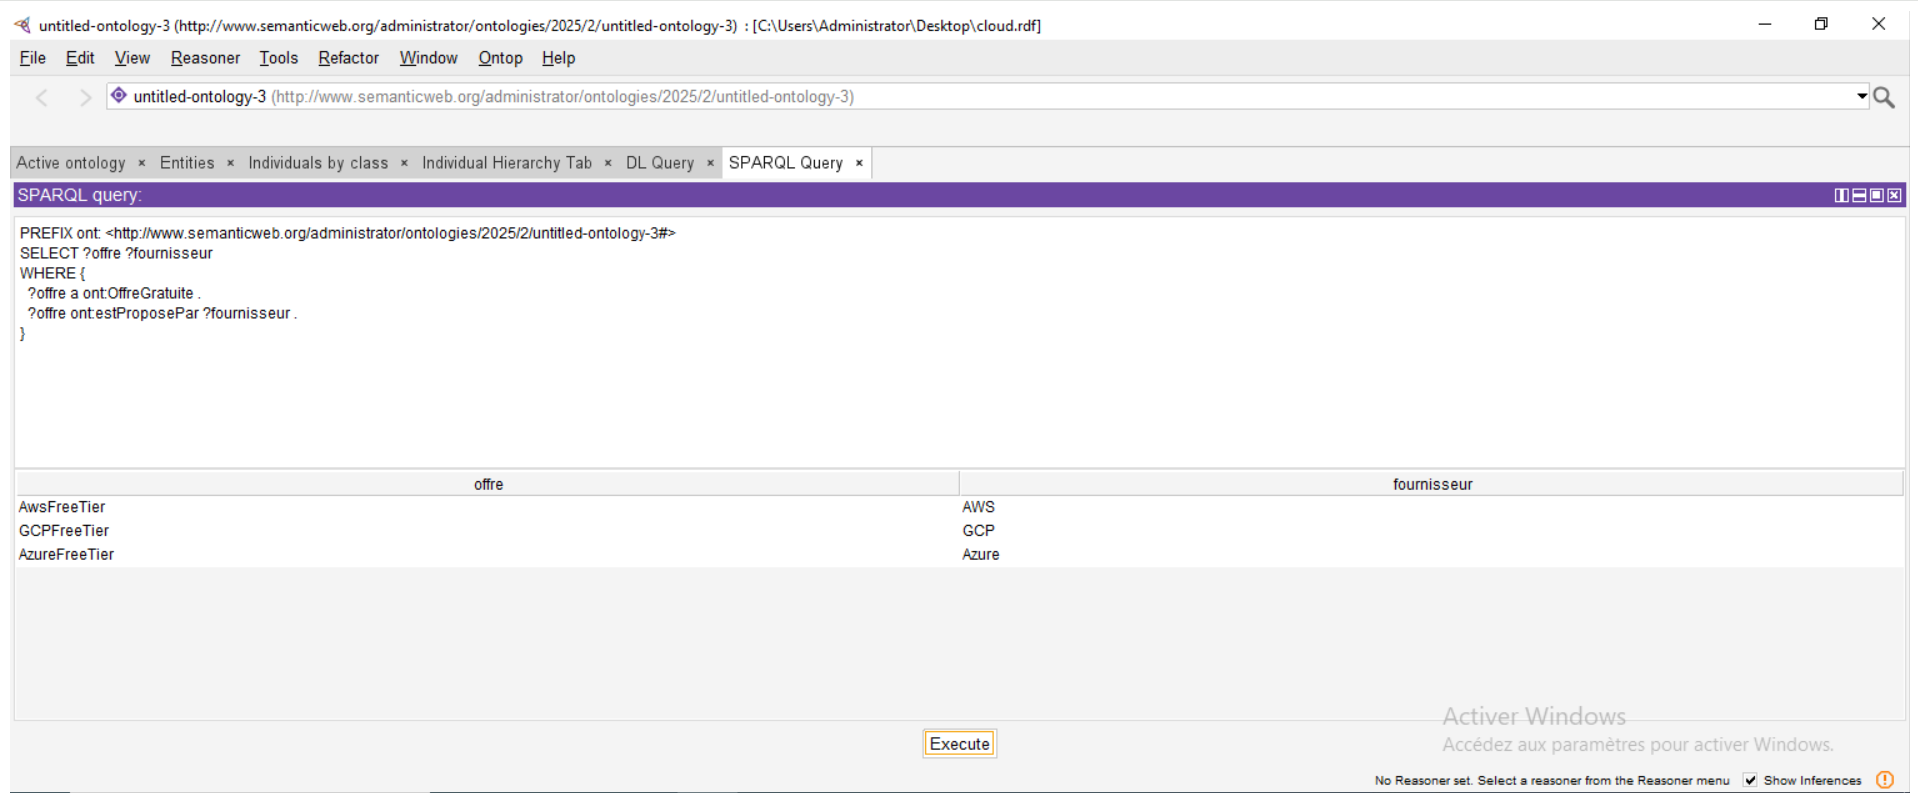 untitled-ontology-3 (http://www.semanticweb.org/administrator/ontologies/2025/2/untitled-ontology-3) : [C:\Users\Administrator\Desktop\cloud.rdf]
File Edit View Reasoner Tools Refactor Window Ontop Help
untitled-ontology-3 (http://www.semanticweb.org/administrator/ontologies/2025/2/untitled-ontology-3)
Active ontology × Entities × Individuals by class × Individual Hierarchy Tab × DL Query × SPARQL Query ×
SPARQL query:
PREFIX ont: <http://www.semanticweb.org/administrator/ontologies/2025/2/untitled-ontology-3#>
SELECT ?offre ?fournisseur
WHERE {
?offre a ont:OffreGratuite .
?offre ont:estProposePar ?fournisseur .
}
offre fournisseur
AwsFreeTier AWS
GCPFreeTier GCP
AzureFreeTier Azure
Activer Windows
Execute
Accédez aux paramètres pour activer Windows.
No Reasoner set. Select a reasoner from the Reasoner menu Show Inferences